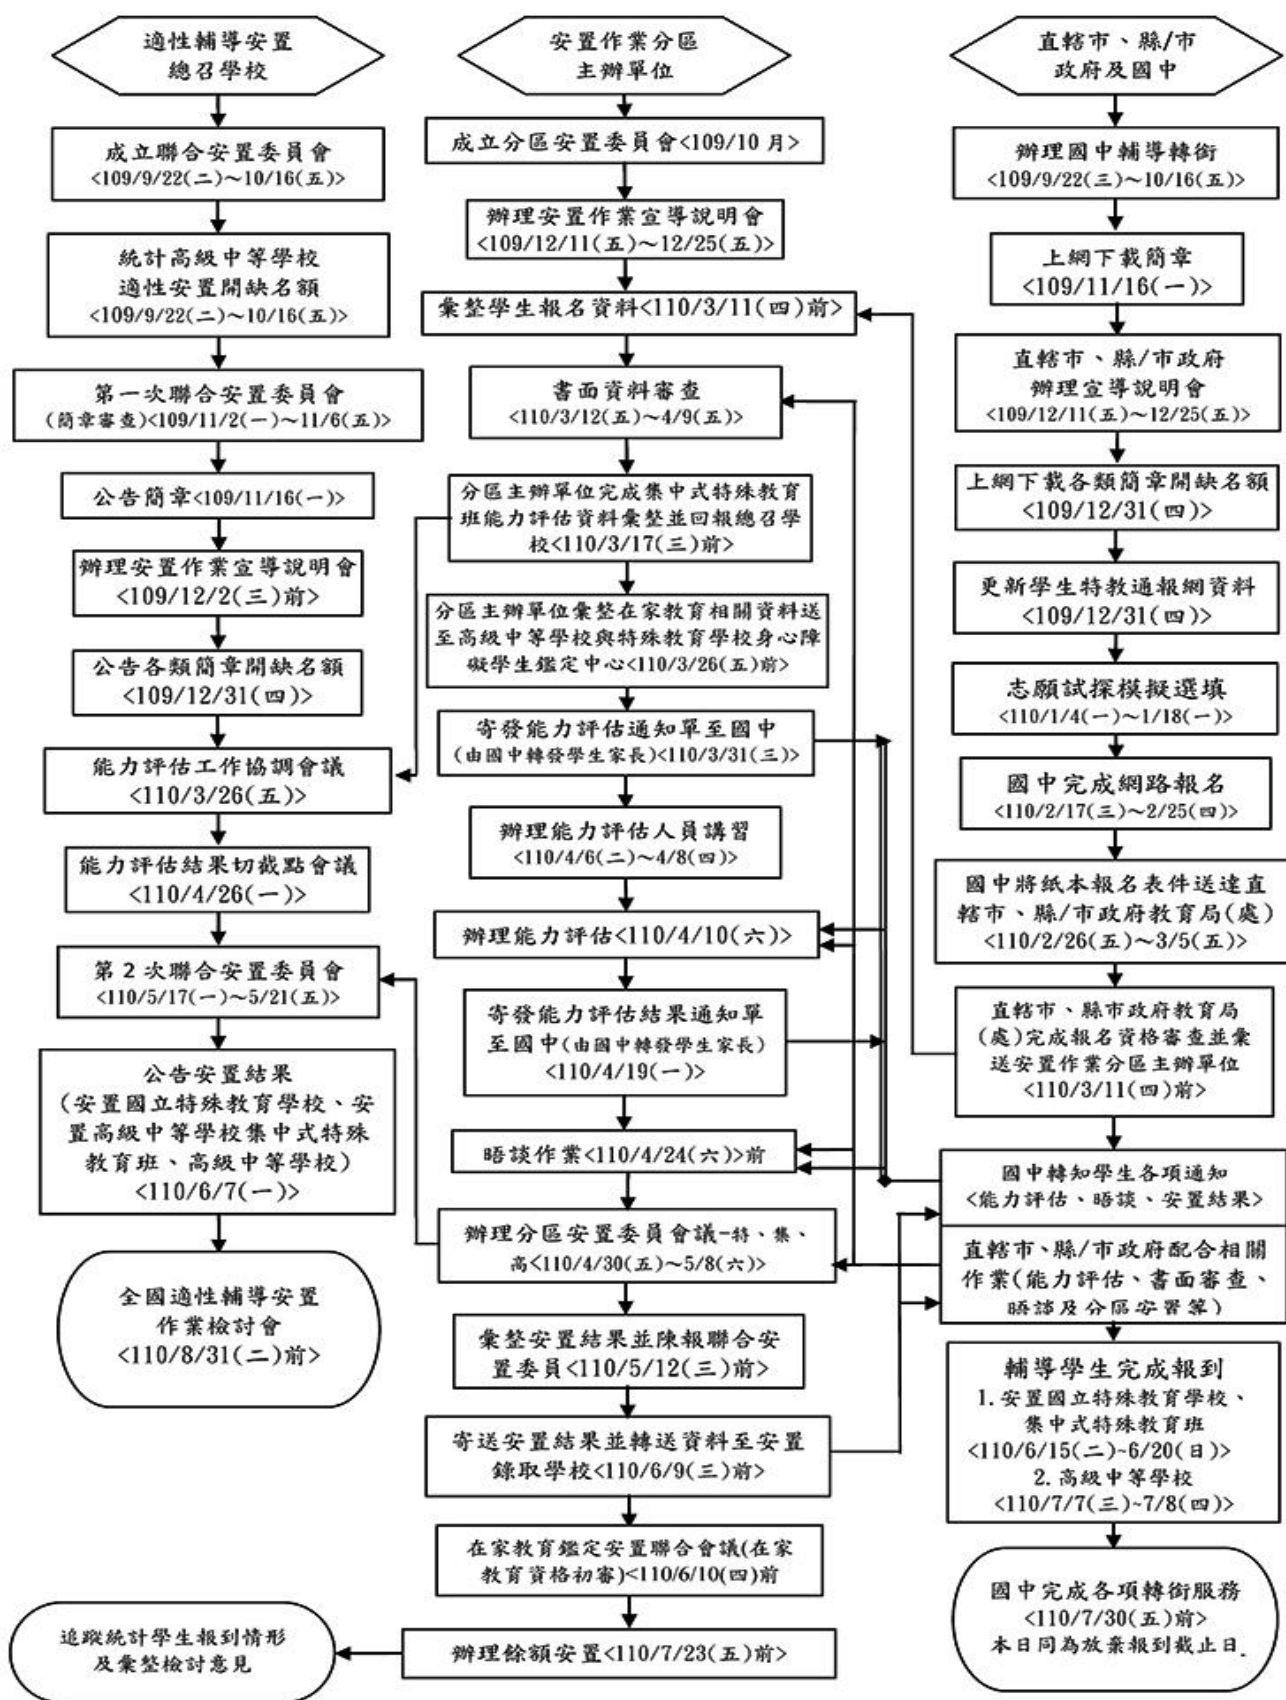 適性輔導安置
總召學校
成立聯合安置委員會
<109/9/22(二)～10/16(五)>
統計高級中等學校
適性安置開缺名額
<109/9/22(二)～10/16(五)>
第一次聯合安置委員會
(簡章審查)<109/11/2(一)～11/6(五)>
公告簡章<109/11/16(一)>
辦理安置作業宣導說明會
<109/12/2(三)前>
公告各類簡章開缺名額
<109/12/31(四)>
能力評估工作協調會議
<110/3/26(五)>
能力評估結果切截點會議
<110/4/26(一)>
第2次聯合安置委員會
<110/5/17(一)～5/21(五)>
公告安置結果
(安置國立特殊教育學校、安
置高級中等學校集中式特殊
教育班、高級中等學校)
<110/6/7(一)>
全國適性輔導安置
作業檢討會
<110/8/31(二)前>
安置作業分區
主辦單位
成立分區安置委員會<109/10月>
辦理安置作業宣導說明會
<109/12/11(五)～12/25(五)>
彙整學生報名資料<110/3/11(四)前>
書面資料審查
<110/3/12(五)～4/9(五)>
分區主辦單位完成集中式特殊教育
班能力評估資料彙整並回報總召學
校<110/3/17(三)前>
分區主辦單位彙整在家教育相關資料送
至高級中等學校與特殊教育學校身心障
礙學生鑑定中心<110/3/26(五)前>
寄發能力評估通知單至國中
(由國中轉發學生家長)<110/3/31(三)>
辦理能力評估人員講習
<110/4/6(二)～4/8(四)>
辦理能力評估<110/4/10(六)>
寄發能力評估結果通知單
至國中(由國中轉發學生家長)
<110/4/19(一)>
晤談作業<110/4/24(六)>前
辦理分區安置委員會議-特、集、
高<110/4/30(五)～5/8(六)>
彙整安置結果並陳報聯合安
置委員<110/5/12(三)前>
寄送安置結果並轉送資料至安置
錄取學校<110/6/9(三)前>
在家教育鑑定安置聯合會議(在家
教育資格初審)<110/6/10(四)前
辦理餘額安置<110/7/23(五)前>
追蹤統計學生報到情形
及彙整檢討意見
直轄市、縣/市
政府及國中
辦理國中輔導轉銜
<109/9/22(三)～10/16(五)>
上網下載簡章
<109/11/16(一)>
直轄市、縣/市政府
辦理宣導說明會
<109/12/11(五)～12/25(五)>
上網下載各類簡章開缺名額
<109/12/31(四)>
更新學生特教通報網資料
<109/12/31(四)>
志願試探模擬選填
<110/1/4(一)～1/18(一)>
國中完成網路報名
<110/2/17(三)～2/25(四)>
國中將紙本報名表件送達直
轄市、縣/市政府教育局(處)
<110/2/26(五)～3/5(五)>
直轄市、縣市政府教育局
(處)完成報名資格審查並彙
送安置作業分區主辦單位
<110/3/11(四)前>
國中轉知學生各項通知
<能力評估、晤談、安置結果>
直轄市、縣/市政府配合相關
作業(能力評估、書面審查、
晤談及分區安置等)
輔導學生完成報到
1.安置國立特殊教育學校、
集中式特殊教育班
<110/6/15(二)~6/20(日)>
2.高級中等學校
<110/7/7(三)~7/8(四)>
國中完成各項轉銜服務
<110/7/30(五)前>
本日同為放棄報到截止日.